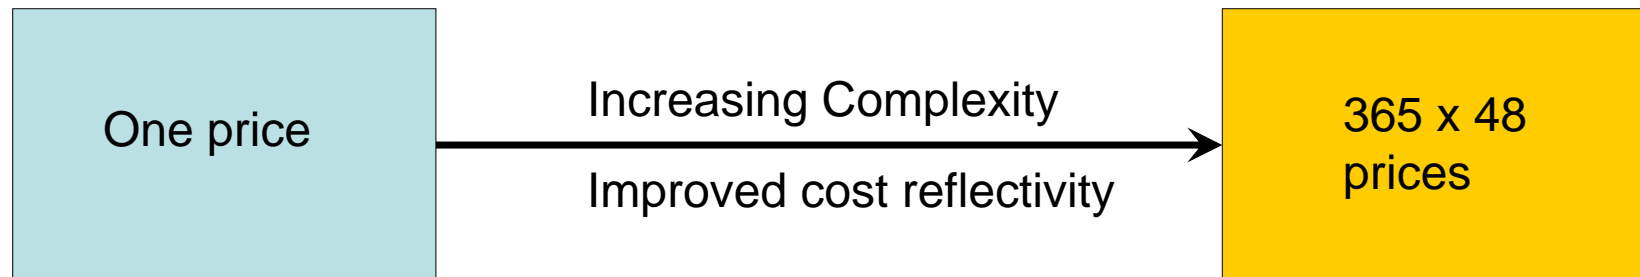 One price
Increasing Complexity
Improved cost reflectivity
365 x 48
prices